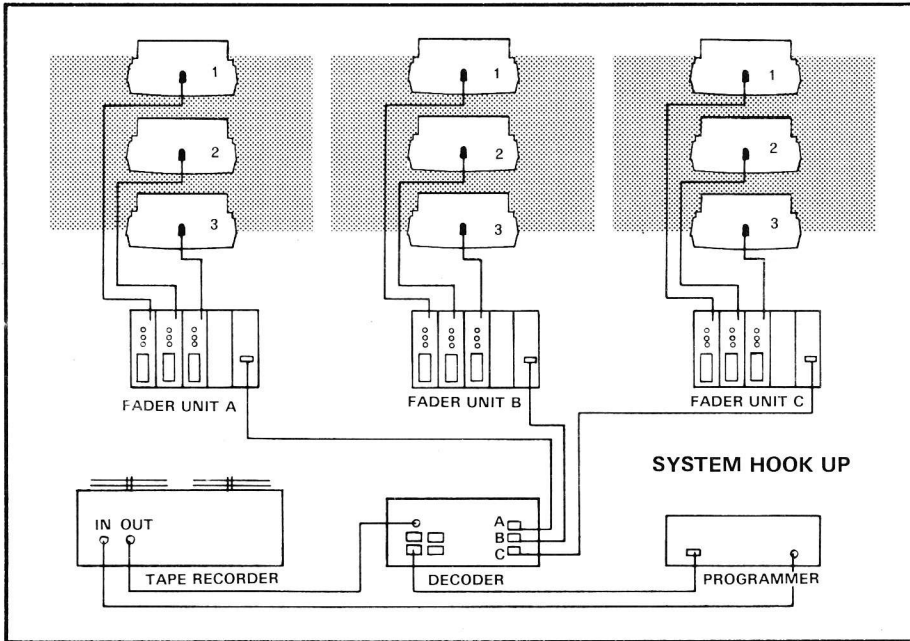 1 1 1
2 2 2
3 3 3
FADER UNIT A FADER UNIT B FADER UNIT C
SYSTEM HOOK UP
IN OUT
A
B
C
TAPE RECORDER DECODER PROGRAMMER